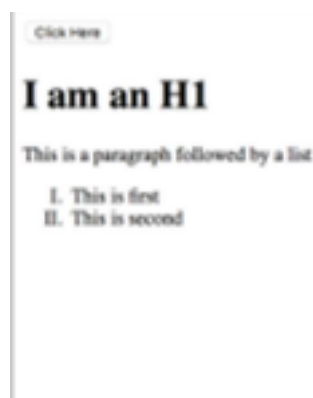 Click Here
I am an H1
This is a paragraph followed by a list
I. This is first
II. This is second